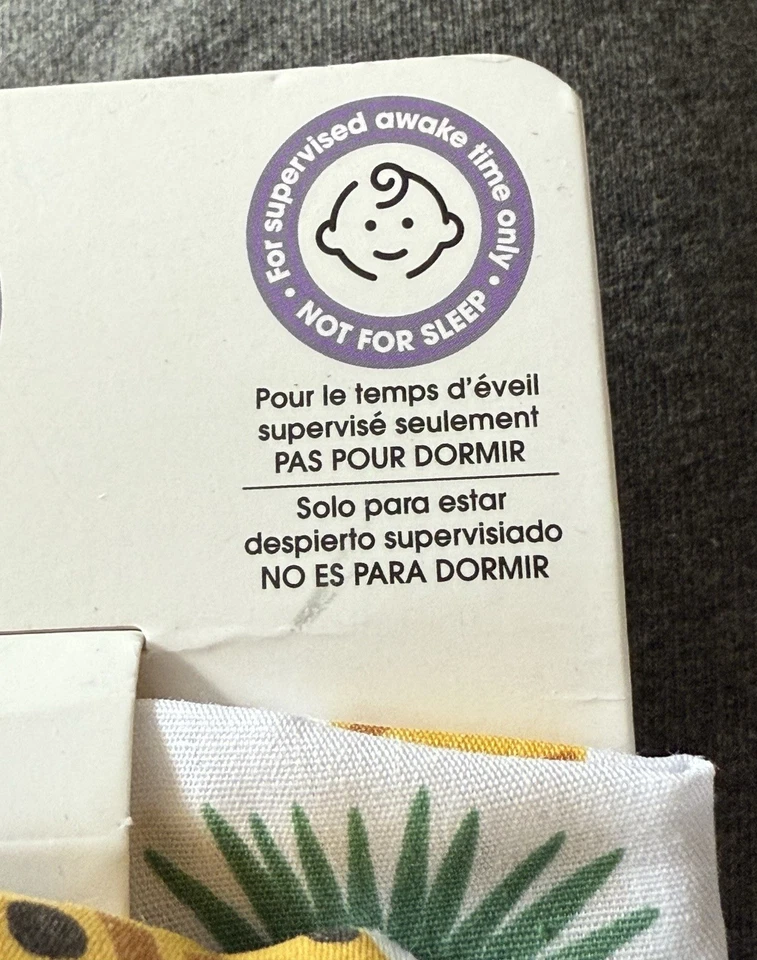 For supervised awake time only
• NOT FOR SLEEP •
Pour le temps d'éveil
supervisé seulement
PAS POUR DORMIR
Solo para estar
despierto supervisiado
NO ES PARA DORMIR